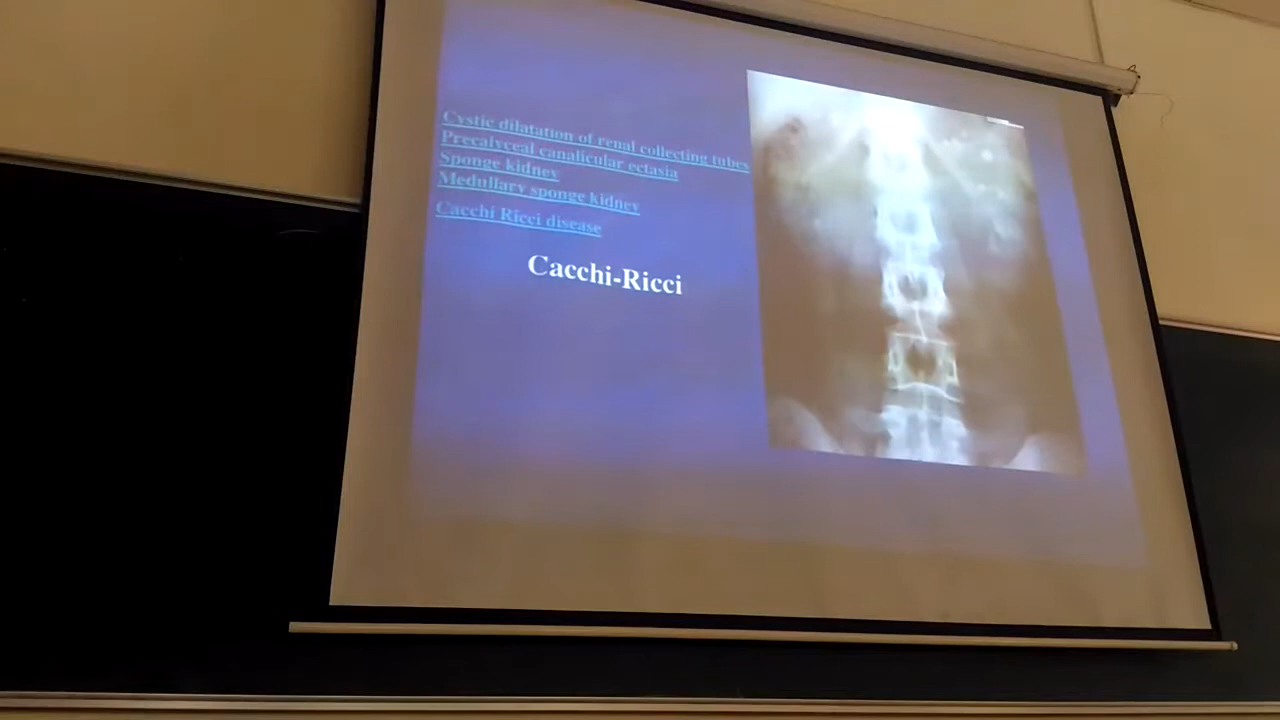 Cystic dilatation of renal collecting tubes
Precalyceal canalicular ectasia
Sponge kidney
Medullary sponge kidney
Cacchi Ricci disease
Cacchi-Ricci